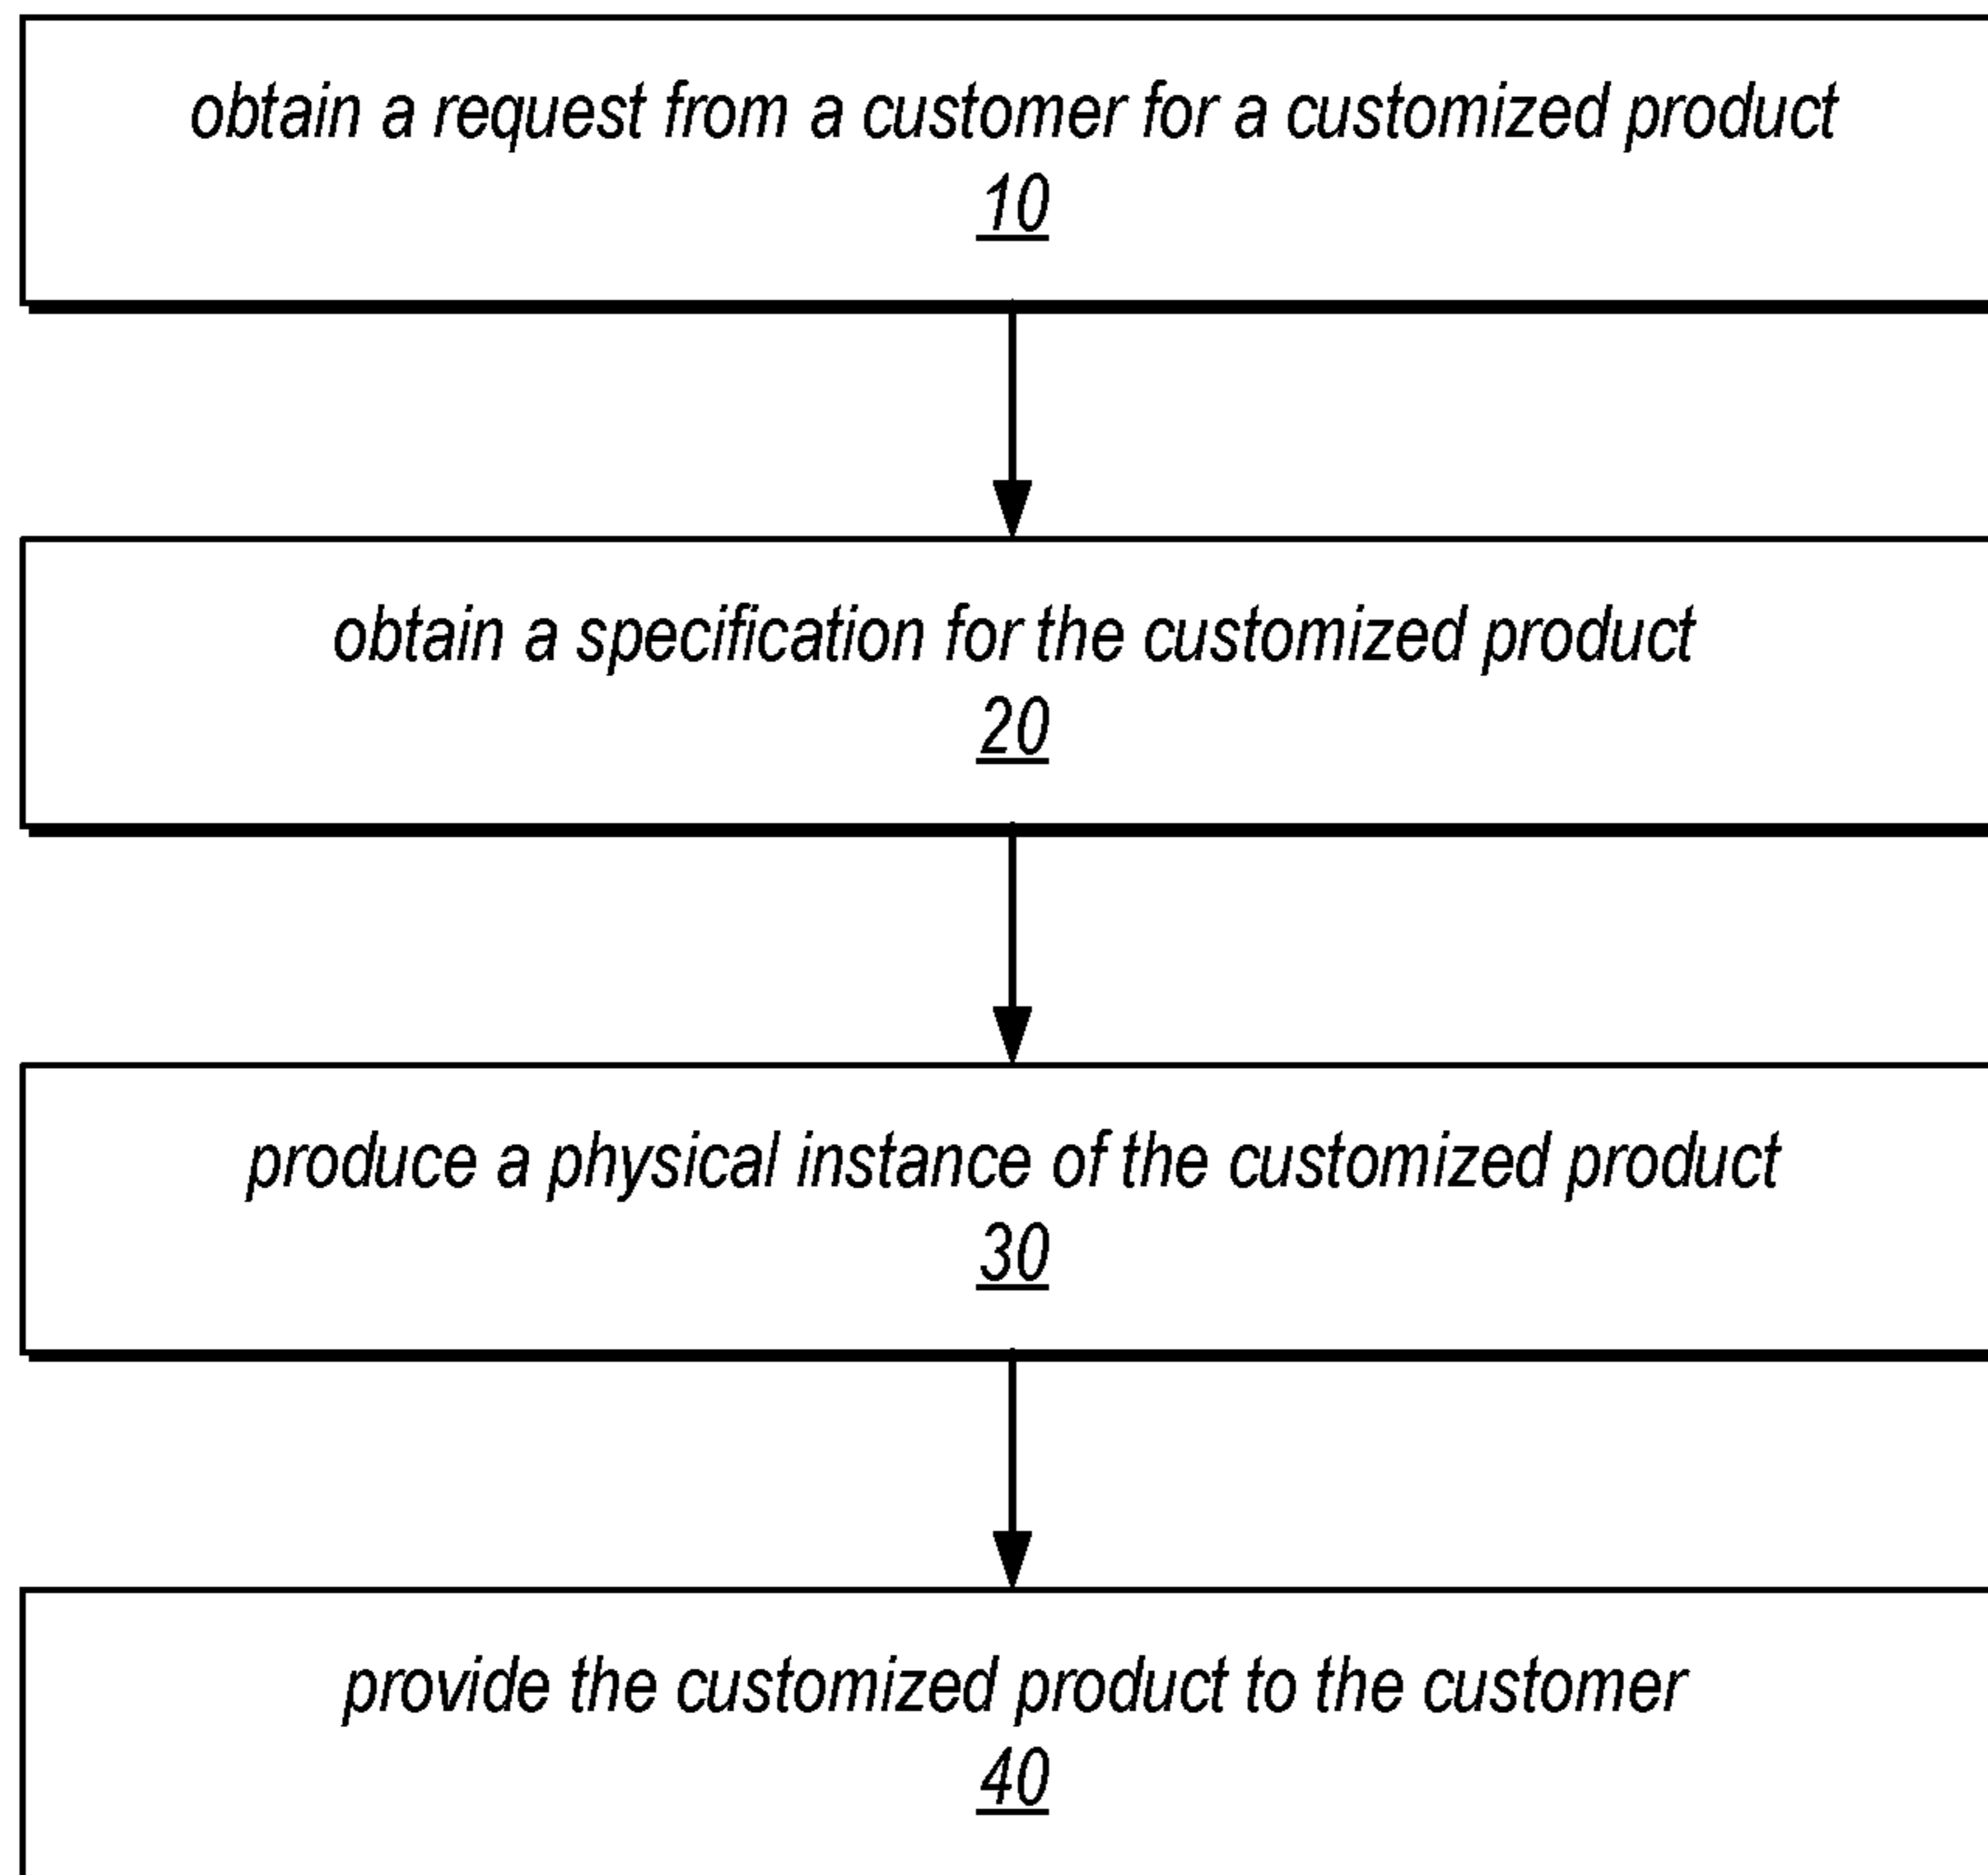 obtain a request from a customer for a customized product
10
obtain a specification for the customized product
20
produce a physical instance of the customized product
30
provide the customized product to the customer
40